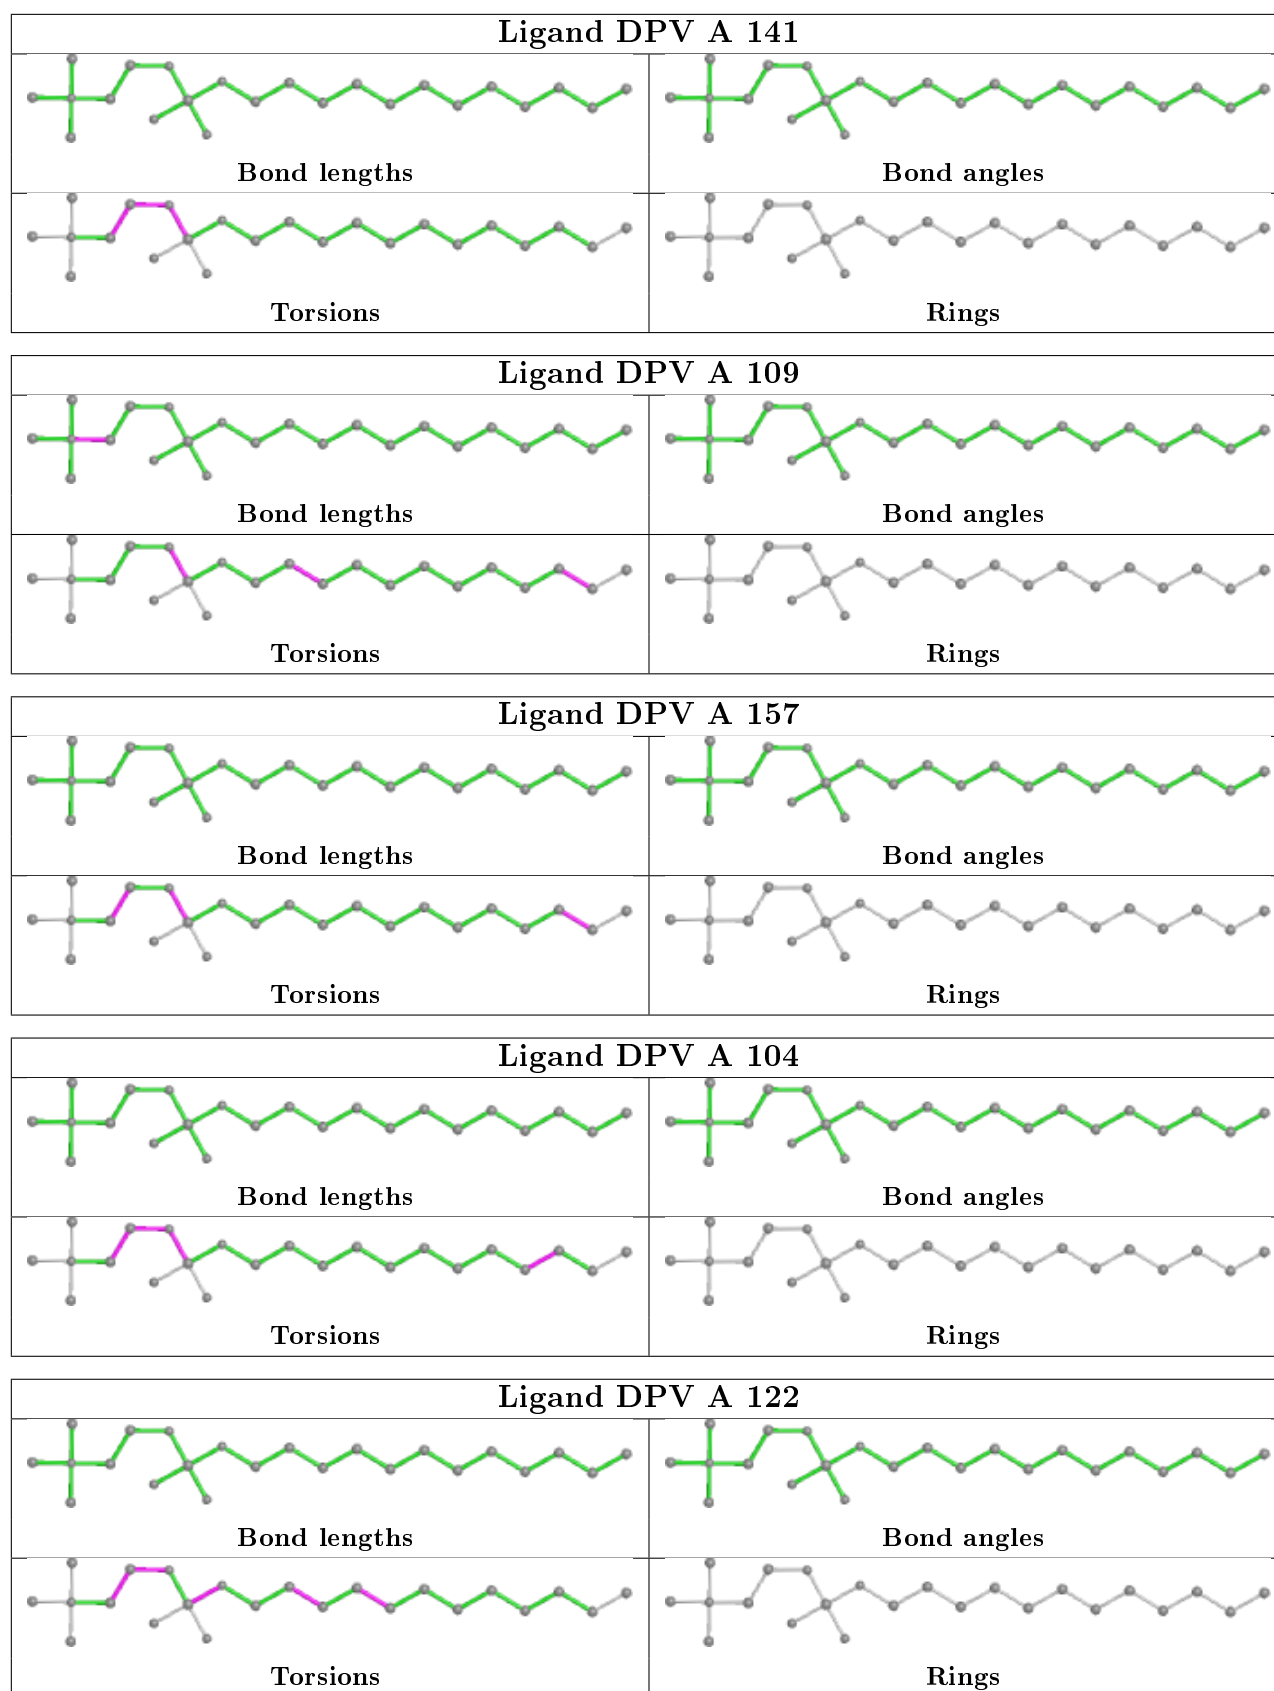 Ligand DPV A 141
Bond lengths
Bond angles
Torsions
Rings
Ligand DPV A 109
Bond lengths
Bond angles
Torsions
Rings
Ligand DPV A 157
Bond lengths
Bond angles
Torsions
Rings
Ligand DPV A 104
Bond lengths
Bond angles
Torsions
Rings
Ligand DPV A 122
Bond lengths
Bond angles
Torsions
Rings